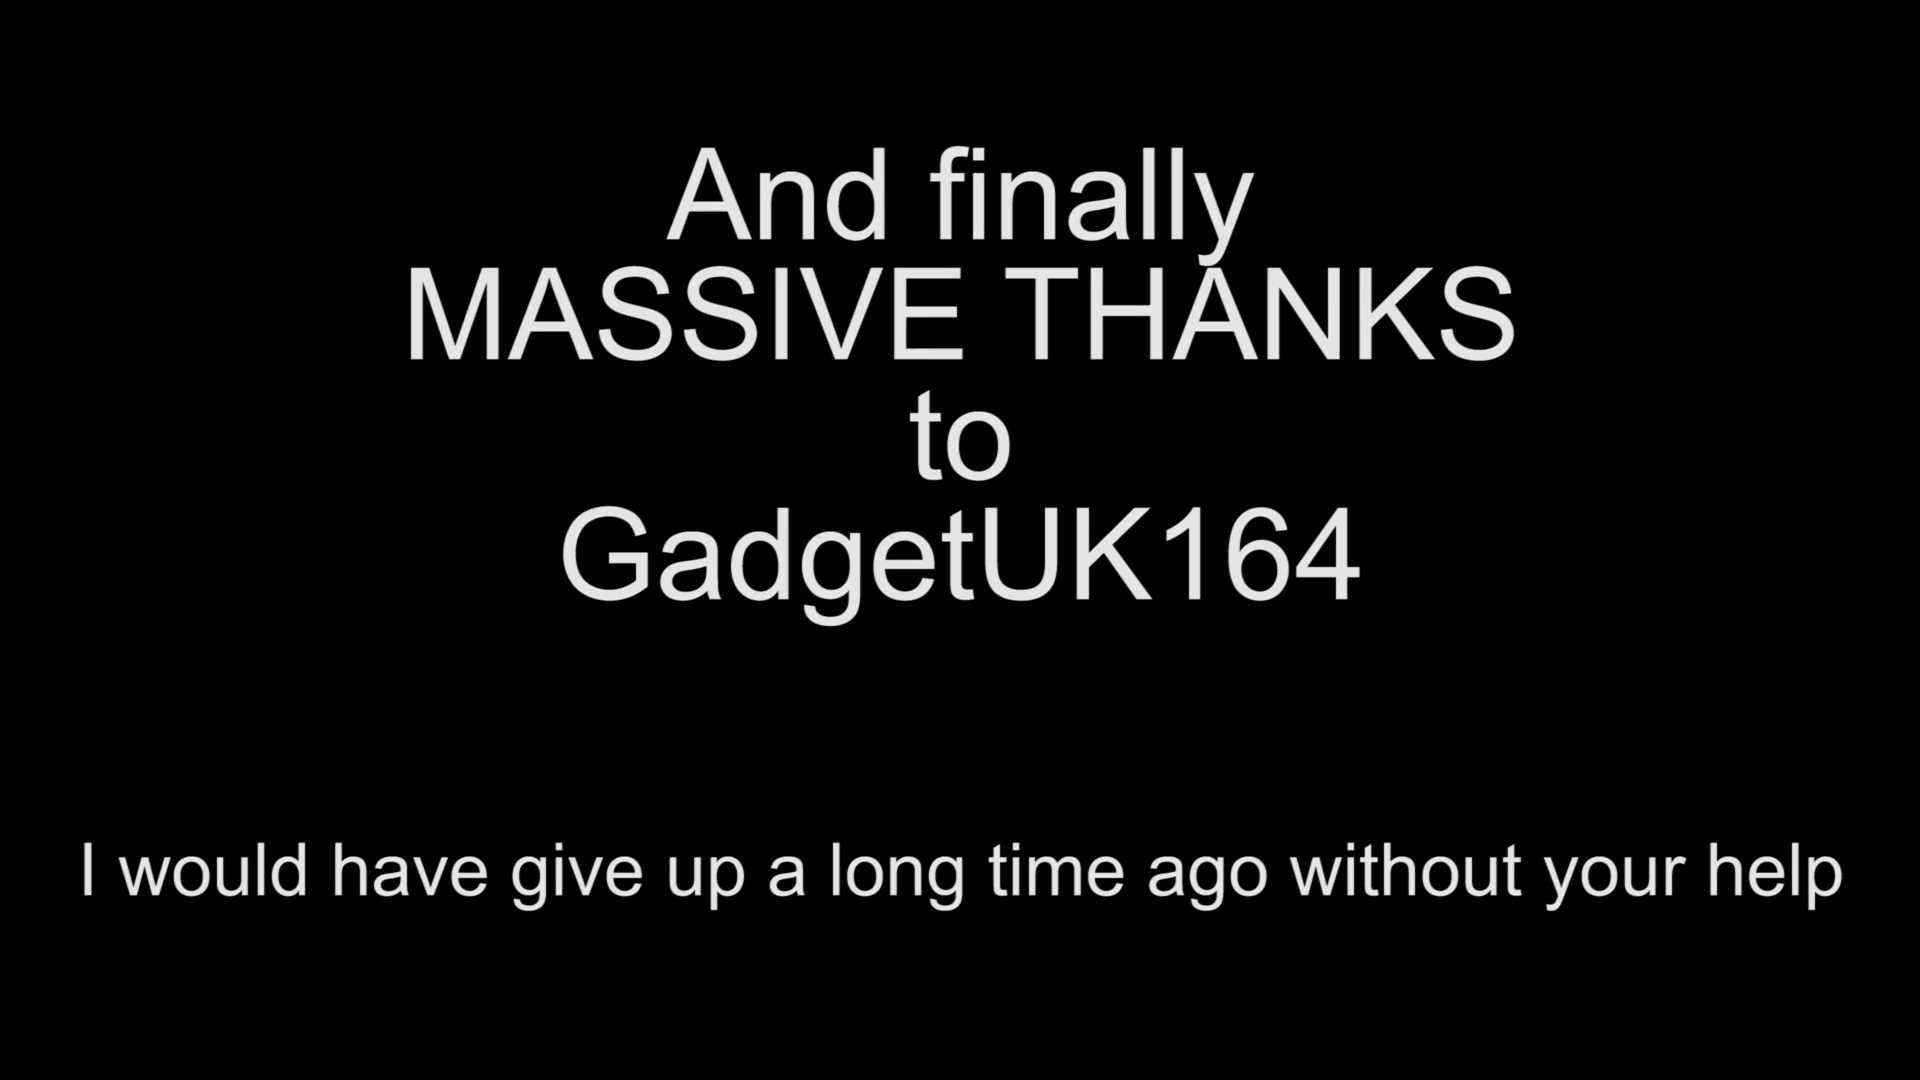 And finally
MASSIVE THANKS
to
GadgetUK164
I would have give up a long time ago without your help